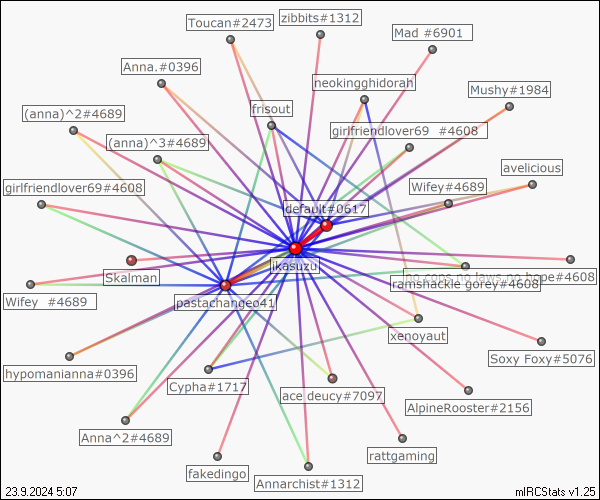 Toucan#2473
zibbits#1312
Mad #6901
Anna.#0396
neokingghidorah
Mushy#1984
frisout
(anna)^2#4689
girlfriendlover69 #4608
(anna)^3#4689
avelicious
girlfriendlover69#4608
Wifey#4689
default#0617
ikasuzu
Skalman
no cops no laws no hope#4608
ramshackle gorey#4608
Wifey #4689
pastachangeo41
xenoyaut
Soxy Foxy#5076
hypomanianna#0396
Cypha#1717
ace deucy#7097
AlpineRooster#2156
Anna^2#4689
rattgaming
fakedingo
Annarchist#1312
23.9.2024 5:07
mIRCStats v1.25